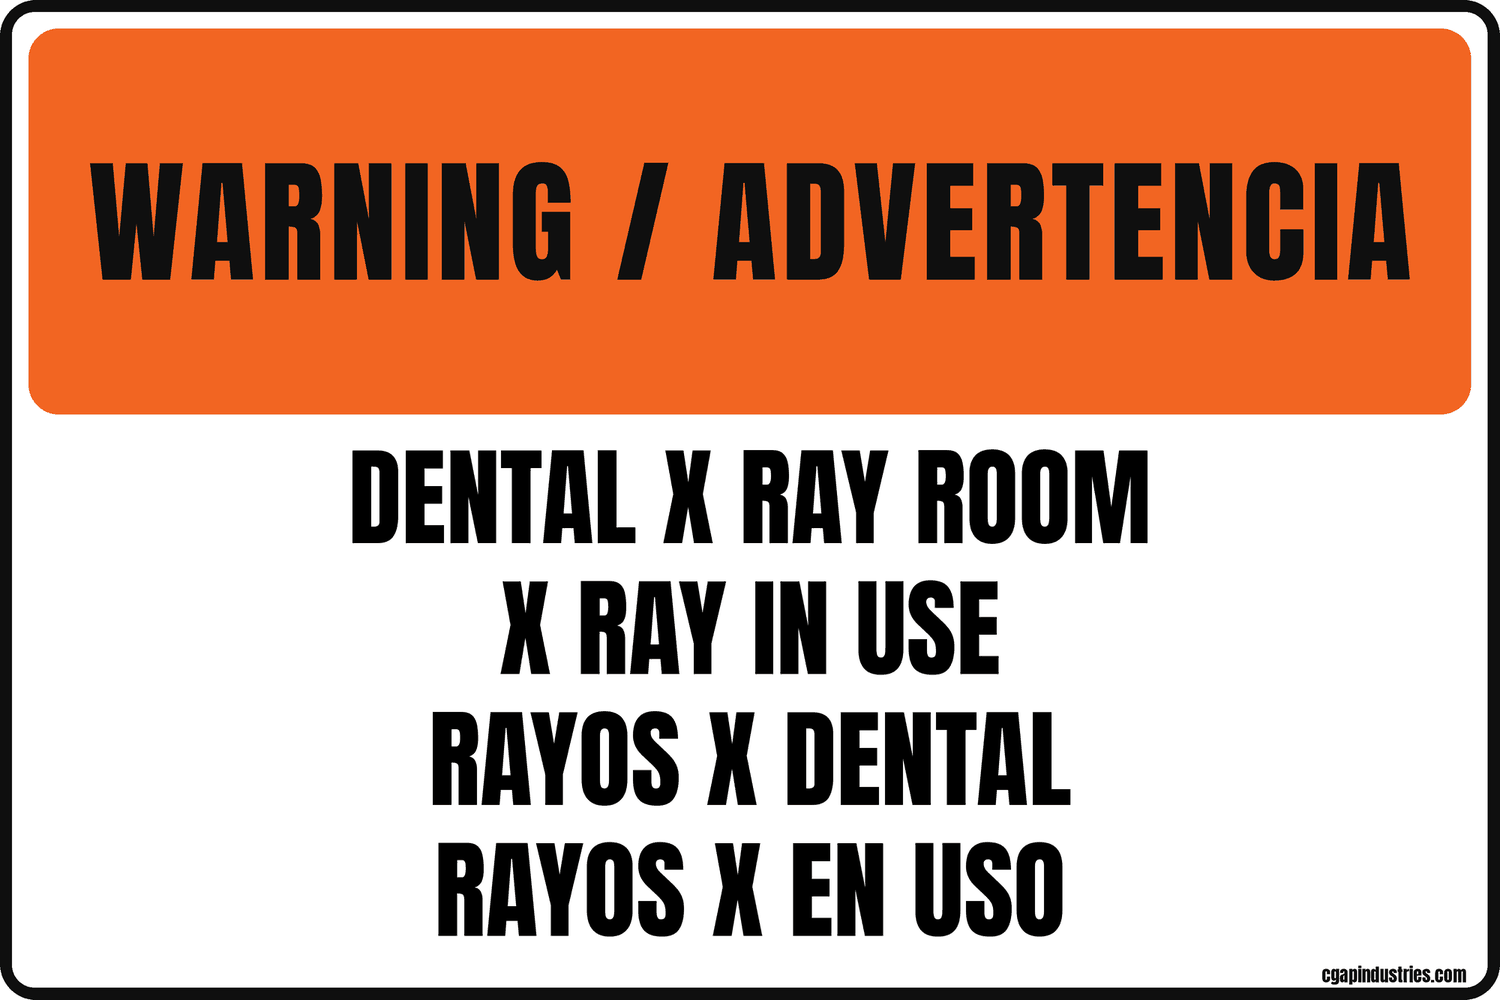 WARNING / ADVERTENCIA
DENTAL X RAY ROOM
X RAY IN USE
RAYOS X DENTAL
RAYOS X EN USO
cgapindustries.com